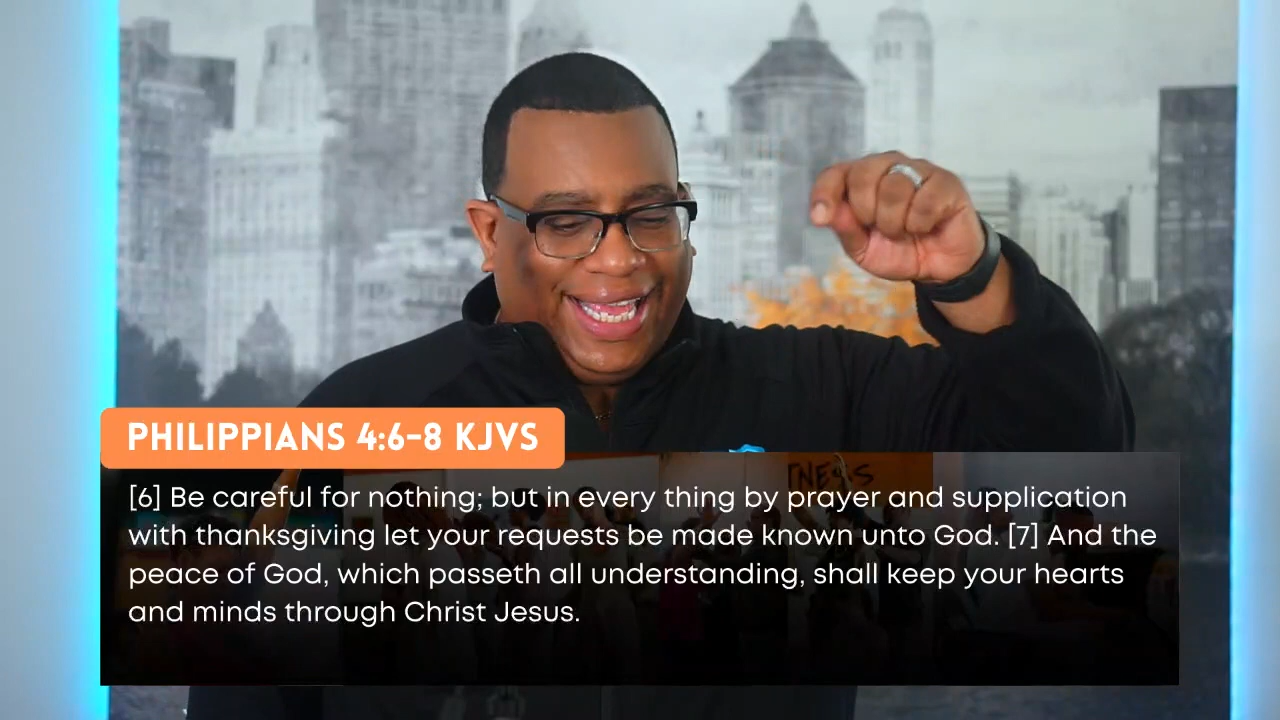 PHILIPPIANS 4:6-8 KJVS
[6] Be careful for nothing; but in every thing by prayer and supplication
with thanksgiving let your requests be made known unto God. [7] And the
peace of God, which passeth all understanding, shall keep your hearts
and minds through Christ Jesus.